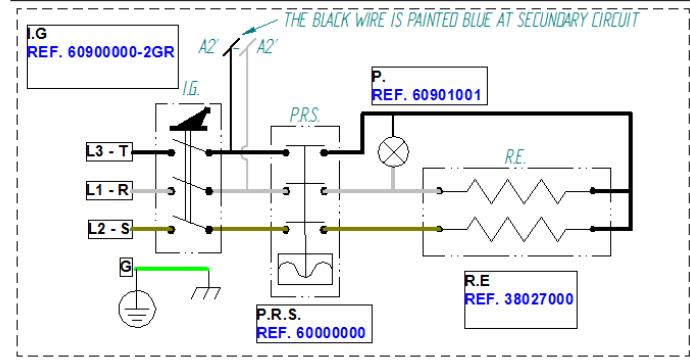 THE BLACK WIRE IS PAINTED BLUE AT SECUNDARY CIRCUIT
I.G
REF. 60900000-2GR
A2' A2'
I.G.
P.
REF. 60901001
P.R.S.
R.E.
L3 - T
L1 - R
L2 - S
G
R.E
REF. 38027000
P.R.S.
REF. 60000000